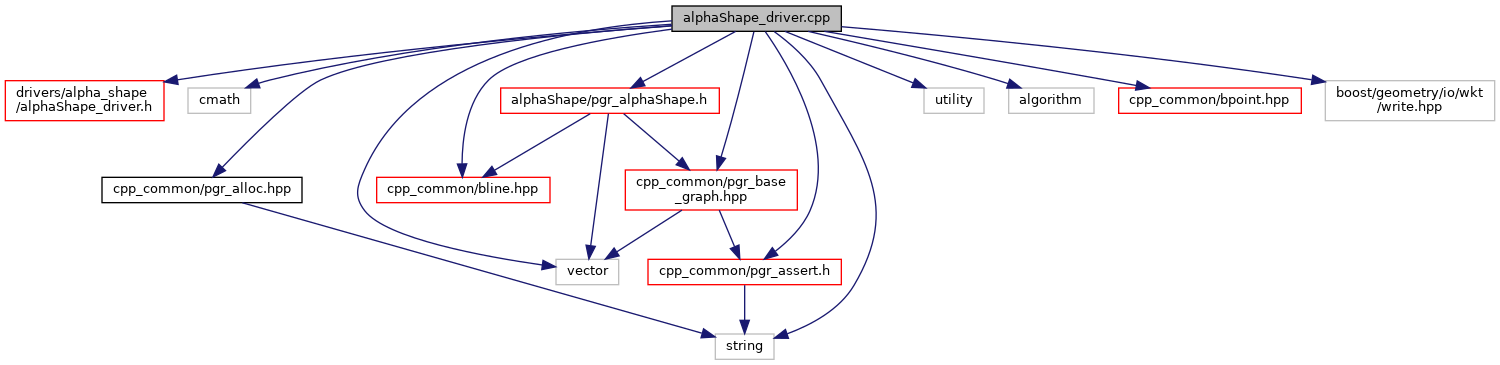 alphaShape_driver.cpp
drivers/alpha_shape
/alphaShape_driver.h
cmath
alphaShape/pgr_alphaShape.h
utility
algorithm
cpp_common/bpoint.hpp
boost/geometry/io/wkt
/write.hpp
cpp_common/pgr_alloc.hpp
cpp_common/bline.hpp
cpp_common/pgr_base
_graph.hpp
vector
cpp_common/pgr_assert.h
string